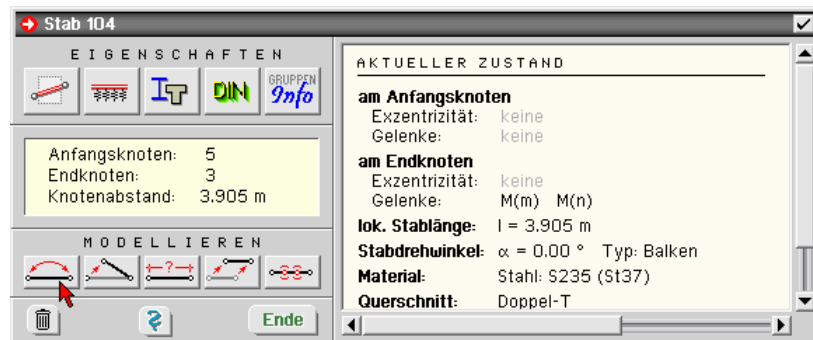 Stab 104
EIGENSCHAFTEN
DIN
GRUPPEN
Info
Anfangsknoten: 5
Endknoten: 3
Knotenabstand: 3.905 m
MODELLIEREN
?
Ende
AKTUELLER ZUSTAND
am Anfangsknoten
Exzentrizität: keine
Gelenke: keine
am Endknoten
Exzentrizität: keine
Gelenke: M(m) M(n)
lok. Stablänge: l = 3.905 m
Stabdrehwinkel: α = 0.00 ° Typ: Balken
Material: Stahl: S235 (St37)
Querschnitt: Doppel-T